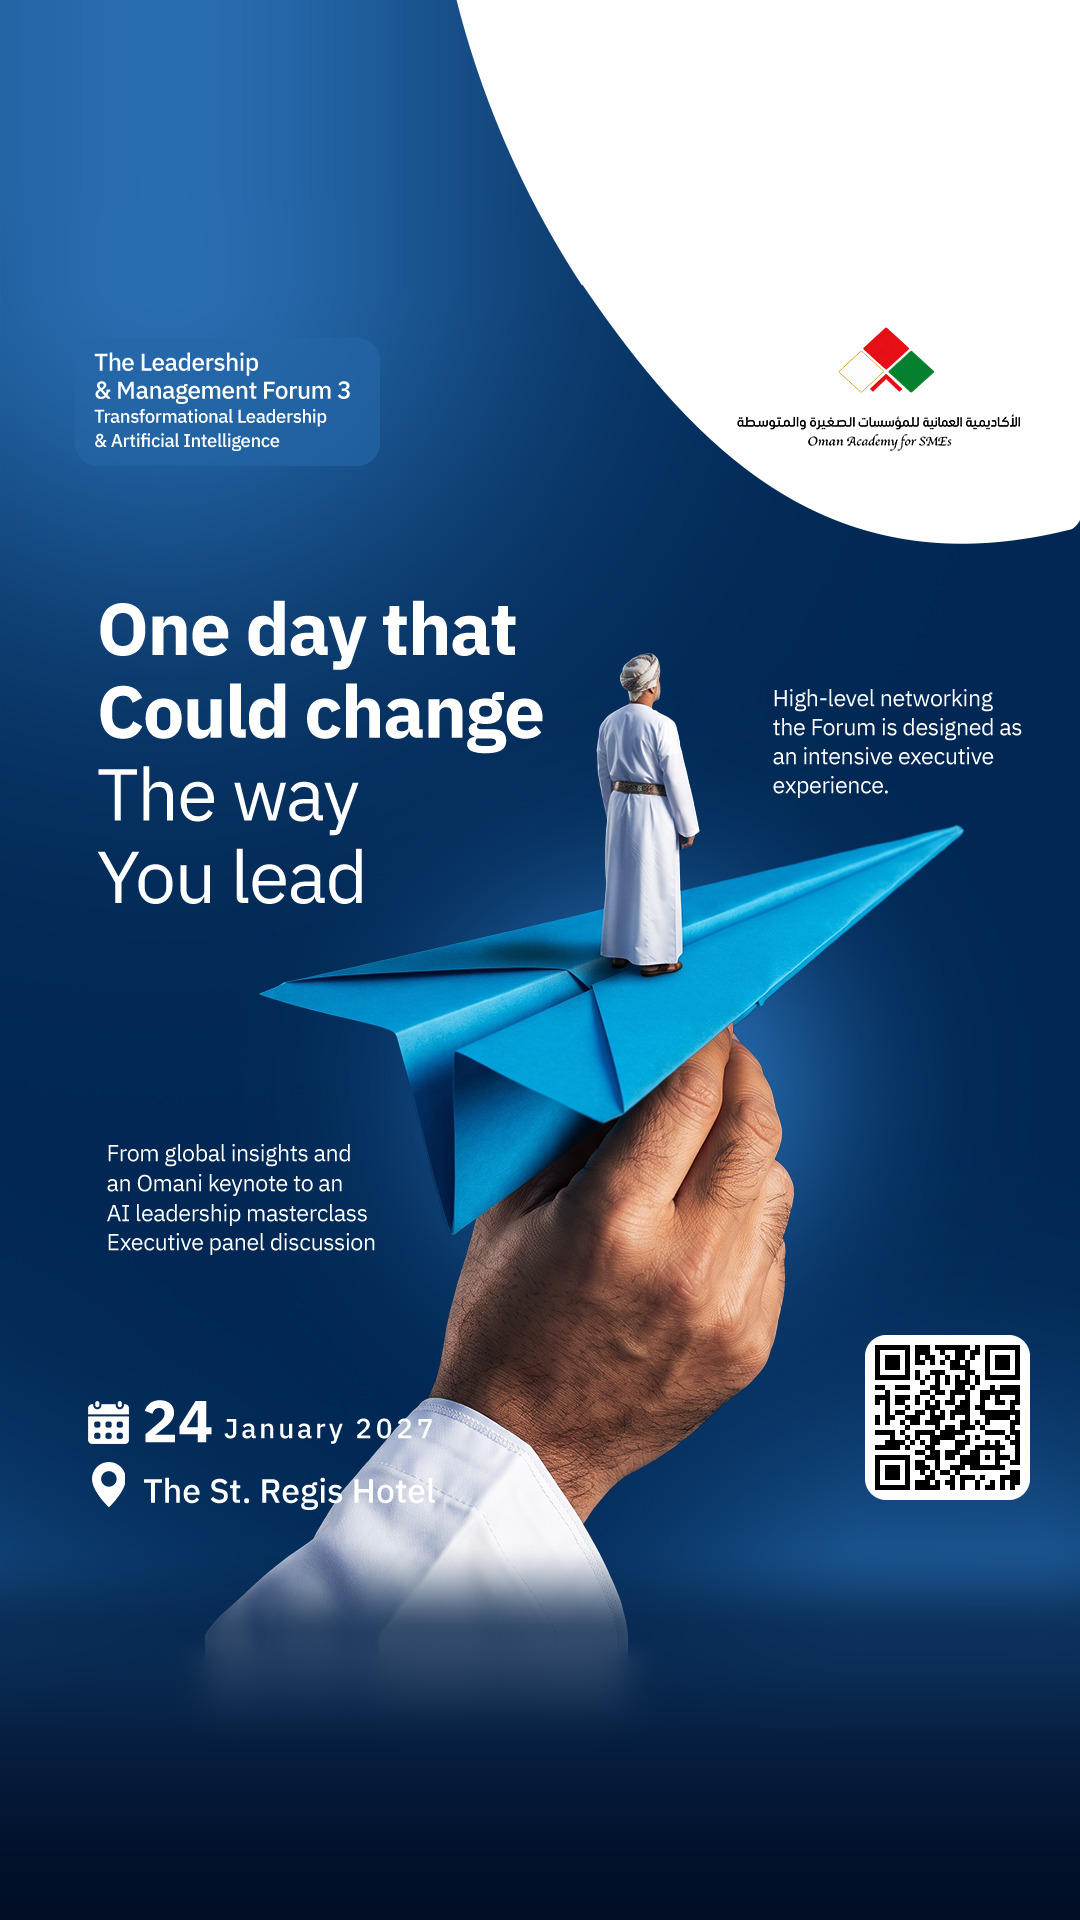 الأكاديمية العمانية للمؤسسات الصغيرة والمتوسطة
Oman Academy for SMEs
The Leadership
& Management Forum 3
Transformational Leadership
& Artificial Intelligence
One day that
Could change
The way
You lead
High-level networking
the Forum is designed as
an intensive executive
experience.
From global insights and
an Omani keynote to an
AI leadership masterclass
Executive panel discussion
24 January 2027
The St. Regis Hotel